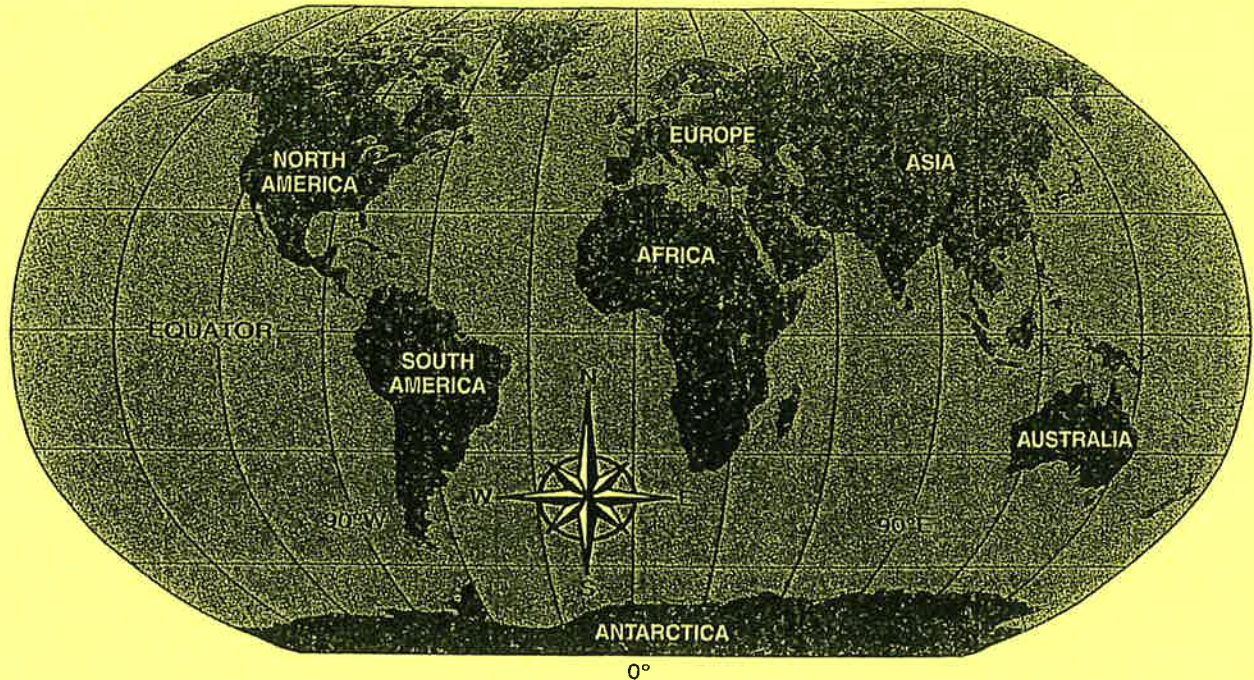 EUROPE
NORTH
AMERICA
ASIA
AFRICA
EQUATOR
SOUTH
AMERICA
N
AUSTRALIA
W
90°W
90°E
S
ANTARCTICA
0°